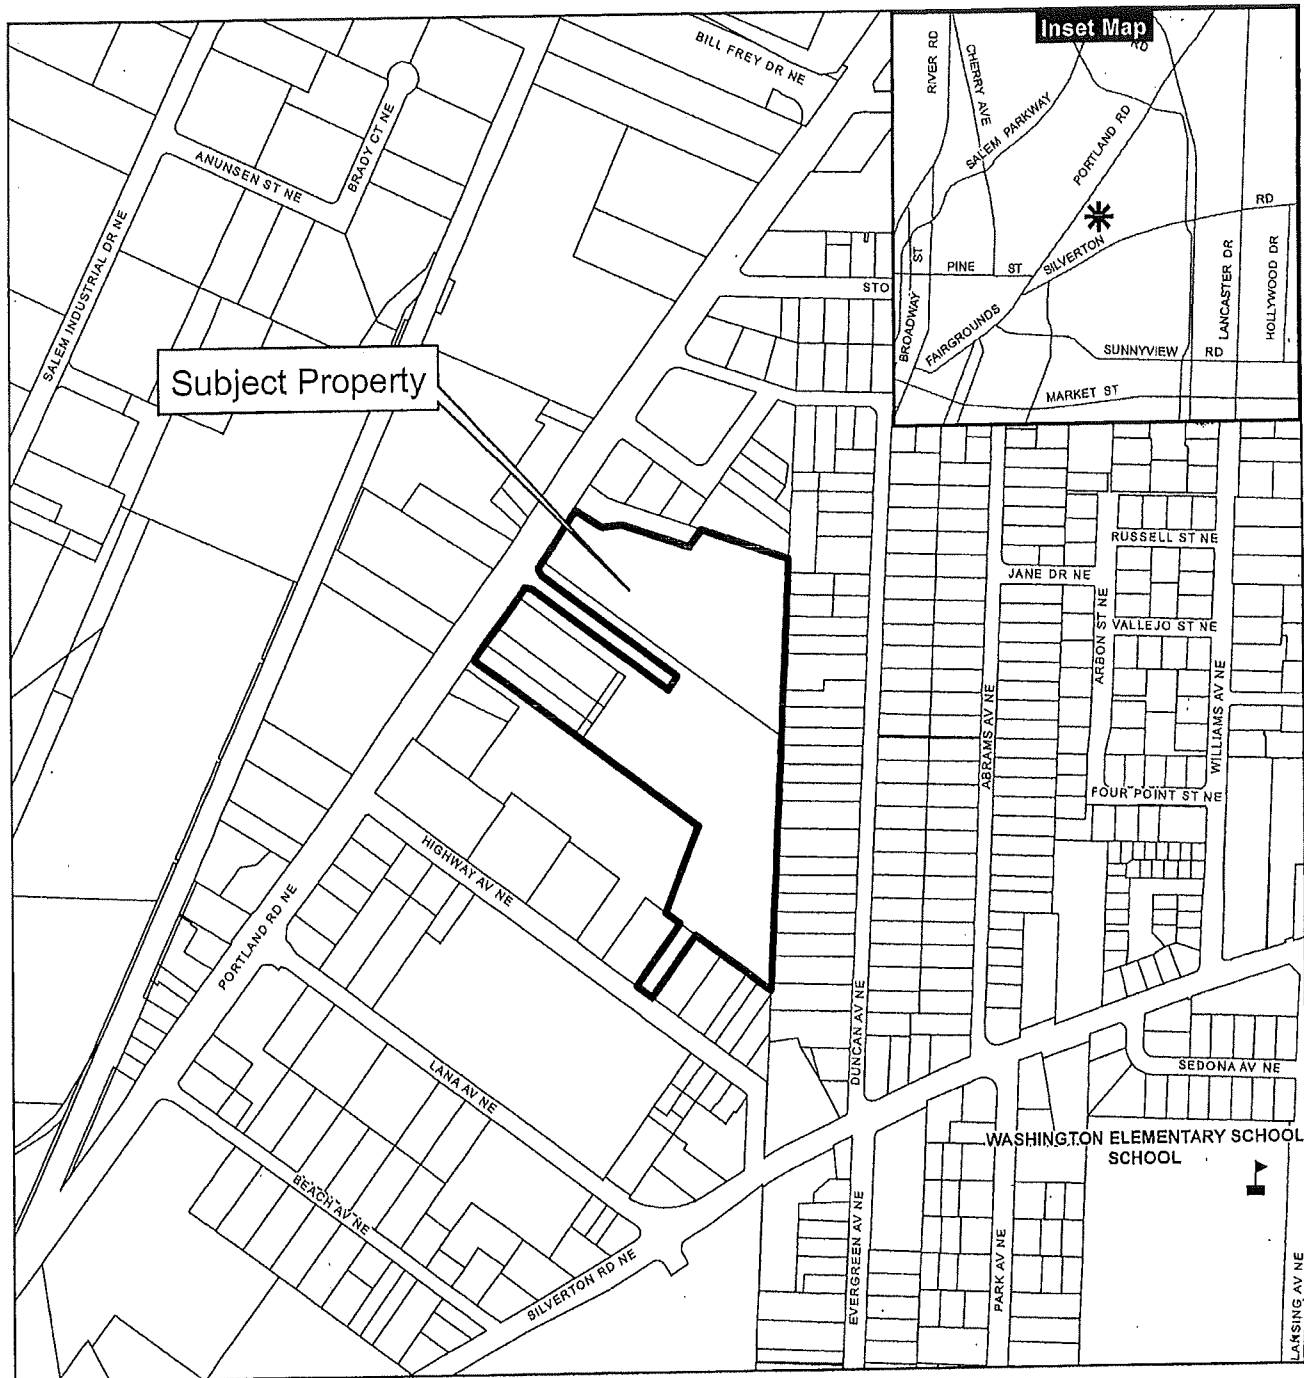 BILL FREY DR NE
BRADY CT NE
ANUNSEN ST NE
SALEM INDUSTRIAL DR NE
Subject Property
STO
Inset Map
RD
RIVER RD
CHERRY AVE
SALEM PARKWAY
PORTLAND RD
RD
SILVERTON
PINE ST
BROADWAY ST
FAIRGROUNDS
LANCASTER DR
HOLLYWOOD DR
SUNNYVIEW RD
MARKET ST
RUSSELL ST NE
JANE DR NE
ARBON ST NE
VALLEJO ST NE
WILLIAMS AV NE
ABRAMS AV NE
FOUR POINT ST NE
HIGHWAY AV NE
PORTLAND RD NE
DUNCAN AV NE
LANA AV NE
SEDONA AV NE
WASHINGTON ELEMENTARY SCHOOL
SCHOOL
BEACH AV NE
SILVERTON RD NE
EVERGREEN AV NE
PARK AV NE
LANSING AV NE